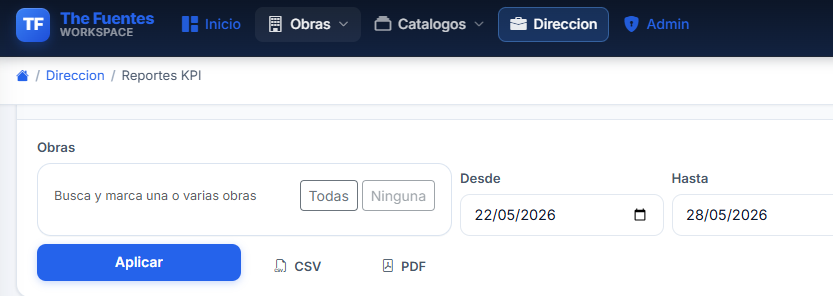 TF The Fuentes WORKSPACE Inicio Obras Catalogos Direccion Admin
/ Direccion / Reportes KPI
Obras
Busca y marca una o varias obras Todas Ninguna
Desde
22/05/2026
Hasta
28/05/2026
Aplicar CSV PDF